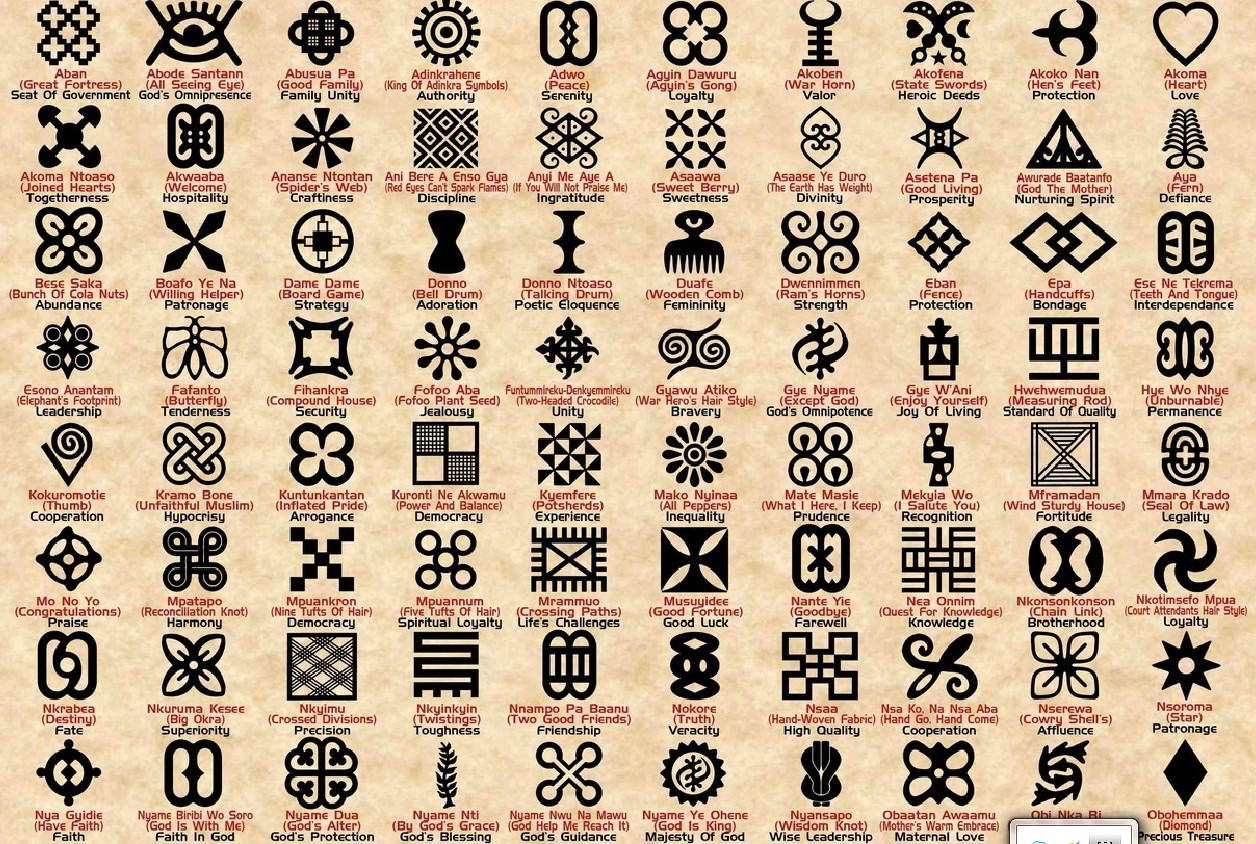 Aban Abode Santann Abusua Pa Adinkrahene Adwo Agyin Dawuru Akoben Akofena Akoko Nan Akoma
(Great Fortress) (All Seeing Eye) (Good Family) (King Of Adinkra Symbols) (Peace) (Agyin's Gong) (War Horn) (State Swords) (Hen's Feet) (Heart)
Seat Of Government God's Omnipresence Family Unity Authority Serenity Loyalty Valor Heroic Deeds Protection Love
Akoma Ntoaso Akwaaba Ananse Ntontan Ani Bere A Enso Gya Anyi Me Aye A Asaawa Asaase Ye Duro Asetena Pa Awurade Baatanfo Aya
(Joined Hearts) (Welcome) (Spider's Web) (Red Eyes Can't Spark Flames) (If You Will Not Praise Me) (Sweet Berry) (The Earth Has Weight) (Good Living) (God The Mother) (Fern)
Togetherness Hospitality Craftiness Discipline Ingratitude Sweetness Divinity Prosperity Nurturing Spirit Defiance
Bese Saka Boafo Ye Na Dame Dame Donno Donno Ntoaso Duafe Dwennimmen Eban Epa Ese Ne Tekrema
(Bunch Of Cola Nuts) (Willing Helper) (Board Game) (Bell Drum) (Talking Drum) (Wooden Comb) (Ram's Horns) (Fence) (Handcuffs) (Teeth And Tongue)
Abundance Patronage Strategy Adoration Poetic Eloquence Femininity Strength Protection Bondage Interdependence
Esono Anantam Fafanto Fihankra Fofoo Aba Funtummireku-Denkyemmireku Gyawu Atiko Gye Nyame Gye W'Ani Hwehwemudua Hye Wo Nhye
(Elephant's Footprint) (Butterfly) (Compound House) (Fofoo Plant Seed) (Two-Headed Crocodile) (War Hero's Hair Style) (Except God) (Enjoy Yourself) (Measuring Rod) (Unburnable)
Leadership Tenderness Security Jealousy Unity Bravery God's Omnipotence Joy Of Living Standard Of Quality Permanence
Kokuromotie Kramo Bone Kuntunkantan Kuronti Ne Akwamu Kyemfere Mako Nyinaa Mate Masie Mekyia Wo Mframadan Mmara Krado
(Thumb) (Unfaithful Muslim) (Inflated Pride) (Power And Balance) (Potsherds) (All Peppers) (What I Here, I Keep) (I Salute You) (Wind Sturdy House) (Seal Of Law)
Cooperation Hypocrisy Arrogance Democracy Experience Inequality Prudence Recognition Fortitude Legality
Mo No Yo Mpatapo Mpuankron Mpuannum Mrammuo Musuyidee Nante Yie Nea Onnim Nkonsonkonson Nkotimsefo Mpua
(Congratulations) (Reconciliation Knot) (Nine Tufts Of Hair) (Five Tufts Of Hair) (Crossing Paths) (Good Fortune) (Goodbye) (Quest For Knowledge) (Chain Link) (Court Attendants Hair Style)
Praise Harmony Democracy Spiritual Loyalty Life's Challenges Good Luck Farewell Knowledge Brotherhood Loyalty
Nkrabea Nkuruma Kesee Nkyimu Nkyinkyin Nnampo Pa Baanu Nokore Nsaa Nsa Ko, Na Nsa Aba Nserewa Nsoroma
(Destiny) (Big Okra) (Crossed Divisions) (Twistings) (Two Good Friends) (Truth) (Hand-Woven Fabric) (Hand Go, Hand Come) (Cowry Shell's) (Star)
Fate Superiority Precision Toughness Friendship Veracity High Quality Cooperation Affluence Patronage
Nya Gyidie Nyame Biribi Wo Soro Nyame Dua Nyame Nti Nyame Nwu Na Mawu Nyame Ye Ohene Nyansapo Obaatan Awaamu Obi Nka Bi Obohemmaa
(Have Faith) (God Is With Me) (God's Alter) (By God's Grace) (God Help Me Reach It) (God Is King) (Wisdom Knot) (Mother's Warm Embrace) (Diomond)
Faith Faith In God God's Protection God's Blessing God's Guidance Majesty Of God Wise Leadership Maternal Love Precious Treasure